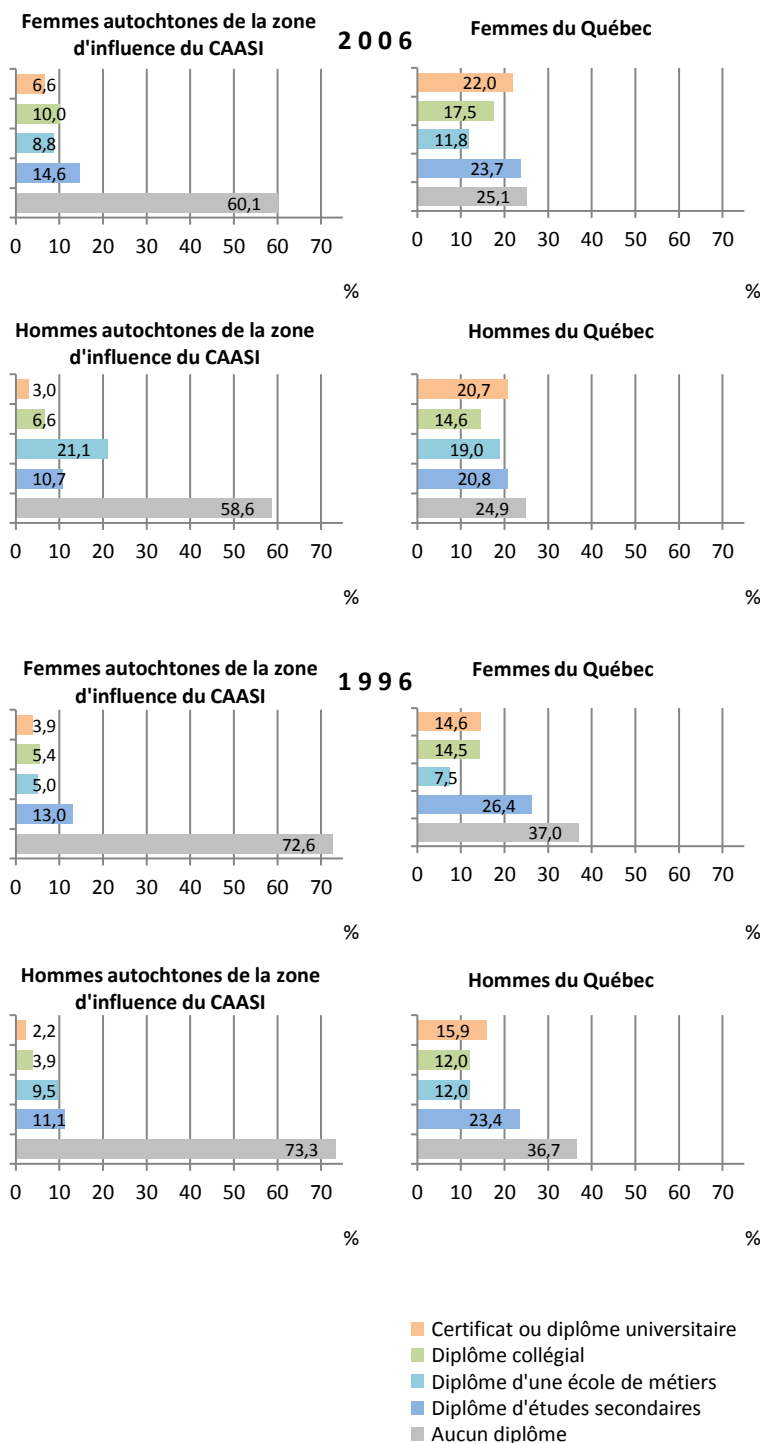 Femmes autochtones de la zone
d'influence du CAASI
2006
Femmes du Québec
6,6
10,0
8,8
14,6
60,1
0 10 20 30 40 50 60 70
%
22,0
17,5
11,8
23,7
25,1
0 10 20 30 40 50 60 70
%
Hommes autochtones de la zone
d'influence du CAASI
Hommes du Québec
3,0
6,6
21,1
10,7
58,6
0 10 20 30 40 50 60 70
%
20,7
14,6
19,0
20,8
24,9
0 10 20 30 40 50 60 70
%
Femmes autochtones de la zone
d'influence du CAASI
1996
Femmes du Québec
3,9
5,4
5,0
13,0
72,6
0 10 20 30 40 50 60 70
%
14,6
14,5
7,5
26,4
37,0
0 10 20 30 40 50 60 70
%
Hommes autochtones de la zone
d'influence du CAASI
Hommes du Québec
2,2
3,9
9,5
11,1
73,3
0 10 20 30 40 50 60 70
%
15,9
12,0
12,0
23,4
36,7
0 10 20 30 40 50 60 70
%
Certificat ou diplôme universitaire
Diplôme collégial
Diplôme d'une école de métiers
Diplôme d'études secondaires
Aucun diplôme